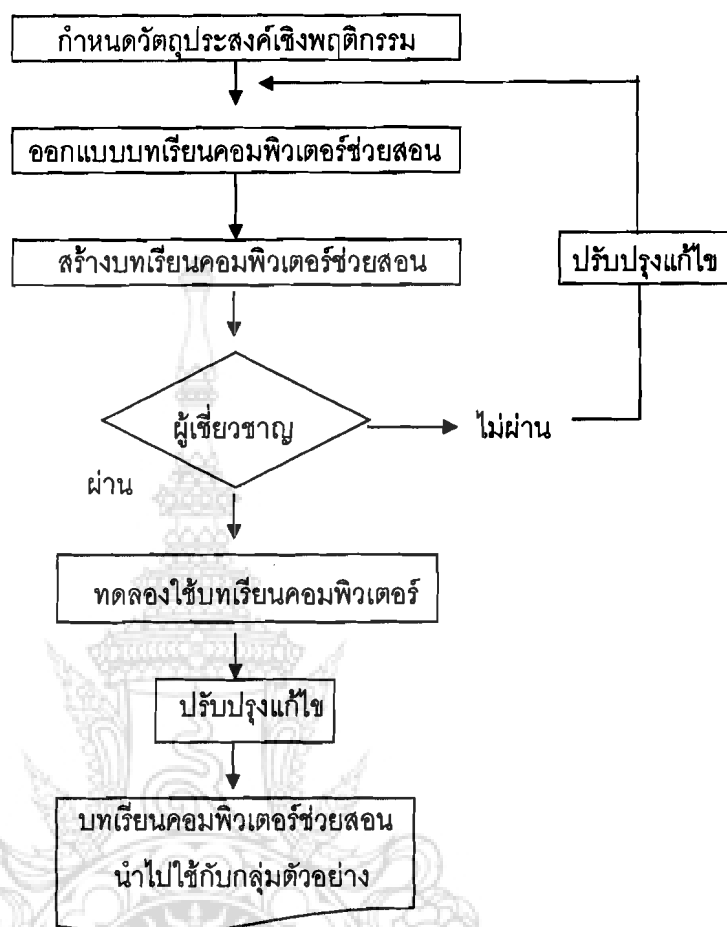 กำหนดวัตถุประสงค์เชิงพฤติกรรม
ออกแบบบทเรียนคอมพิวเตอร์ช่วยสอน
สร้างบทเรียนคอมพิวเตอร์ช่วยสอน
ปรับปรุงแก้ไข
ผู้เชี่ยวชาญ
ไม่ผ่าน
ผ่าน
ทดลองใช้บทเรียนคอมพิวเตอร์
ปรับปรุงแก้ไข
บทเรียนคอมพิวเตอร์ช่วยสอน
นำไปใช้กับกลุ่มตัวอย่าง